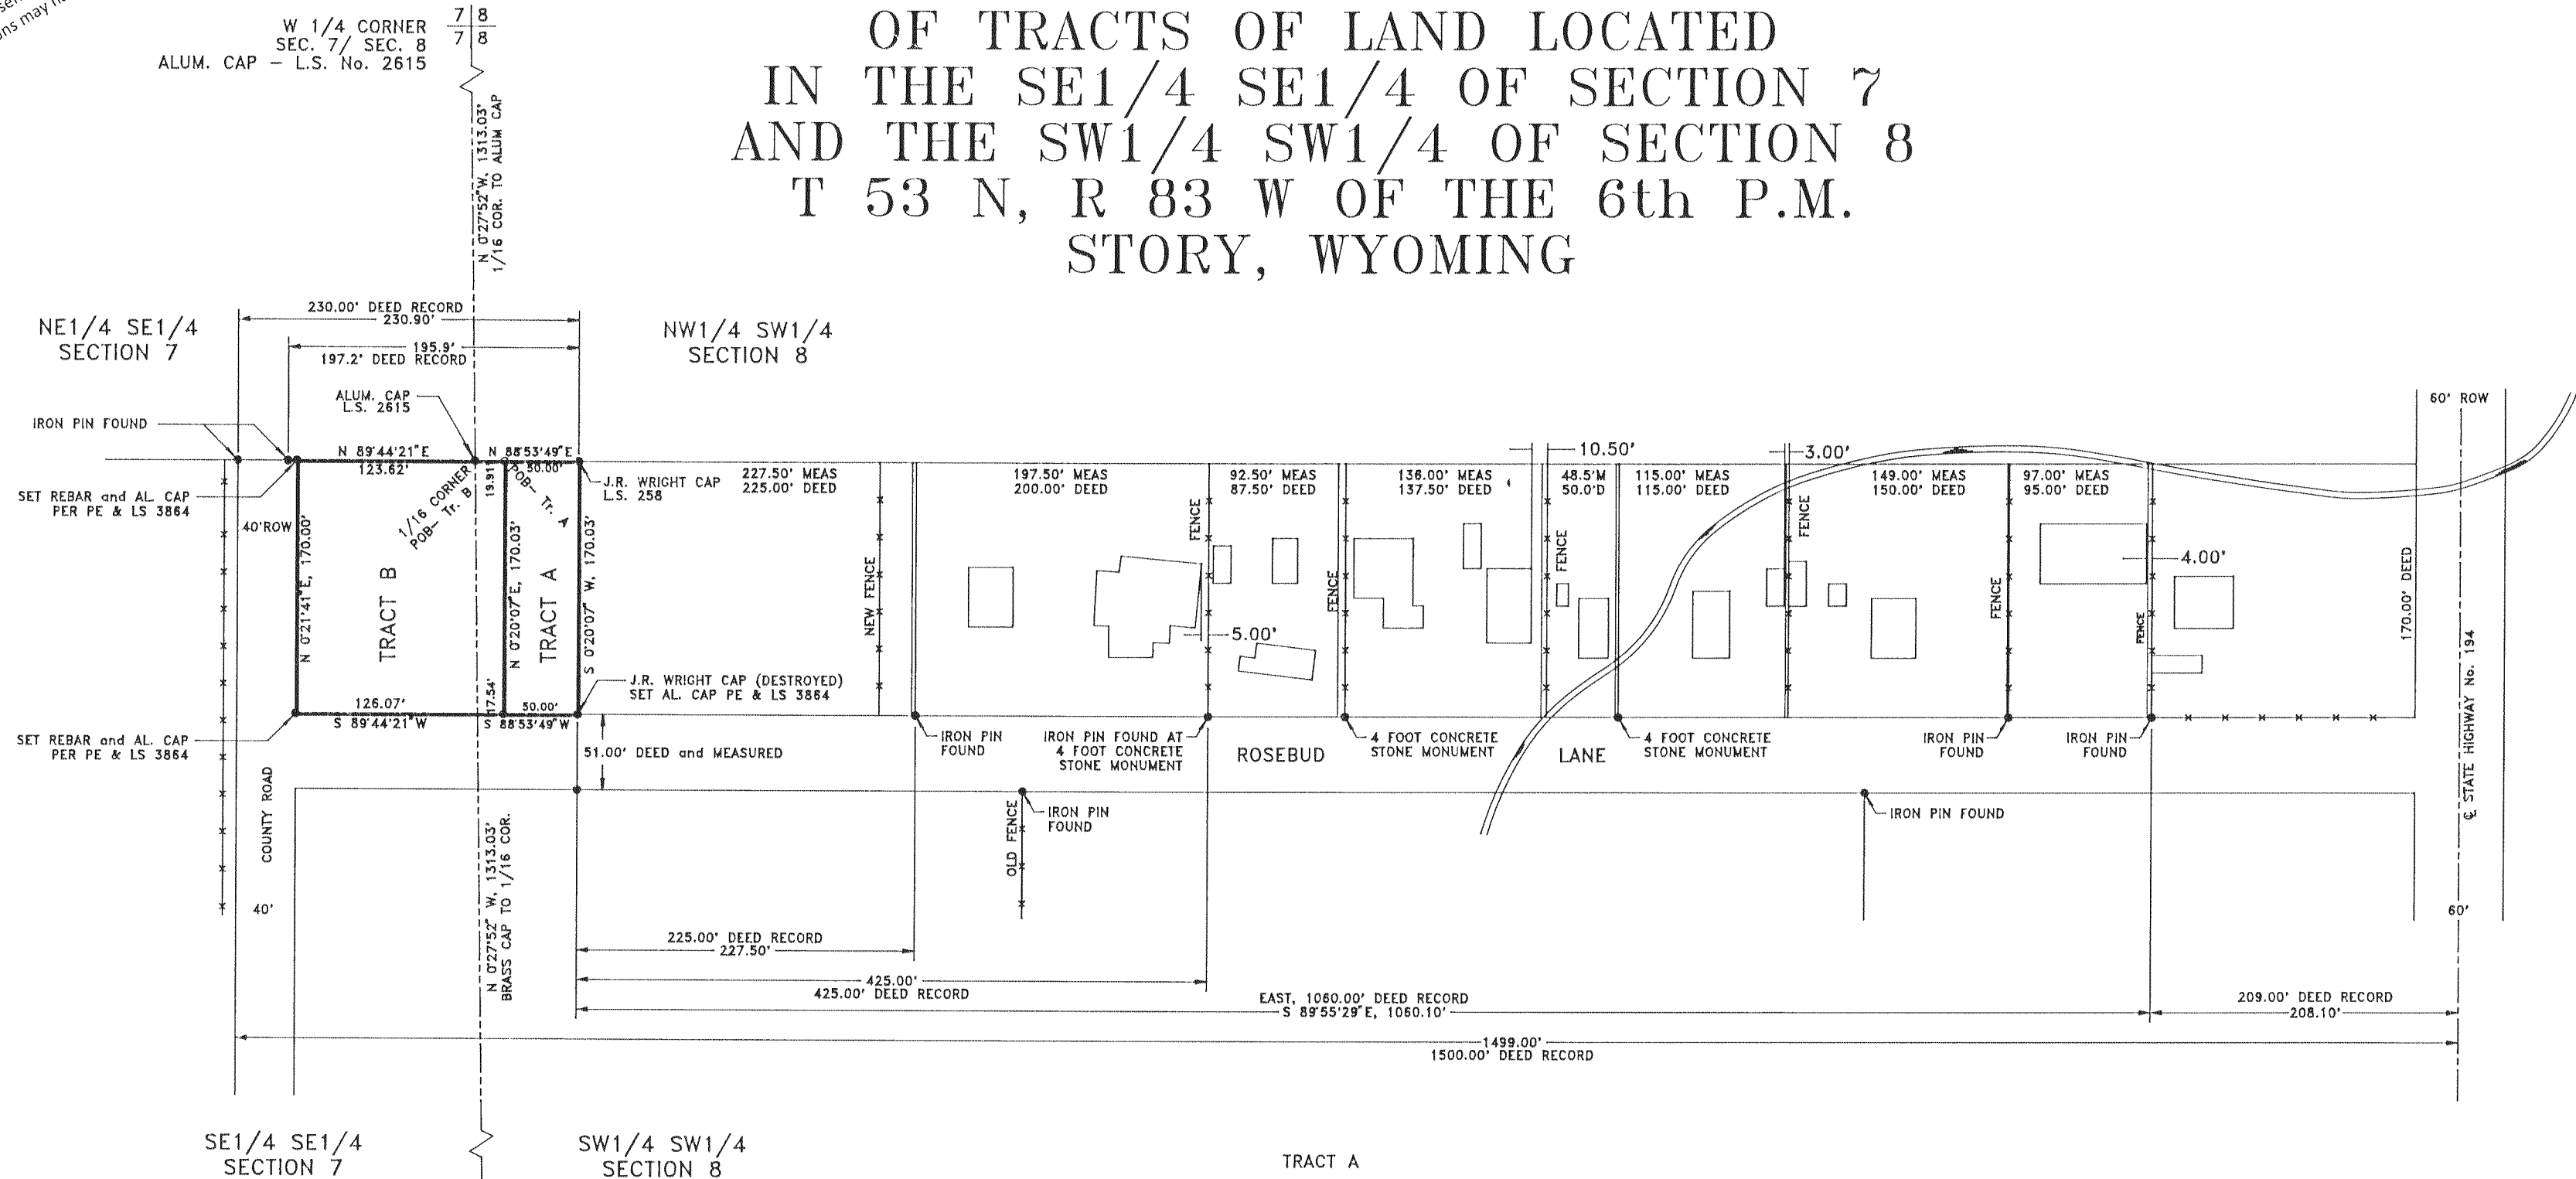 W 1/4 CORNER
SEC. 7/ SEC. 8
ALUM. CAP - L.S. No. 2615
7 8
7 8
OF TRACTS OF LAND LOCATED
IN THE SE1/4 SE1/4 OF SECTION 7
AND THE SW1/4 SW1/4 OF SECTION 8
T 53 N, R 83 W OF THE 6th P.M.
STORY, WYOMING
N 0°27'52" W, 1313.03'
1/16 COR. TO ALUM CAP
230.00' DEED RECORD
230.90'
195.9'
197.2' DEED RECORD
NE1/4 SE1/4
SECTION 7
NW1/4 SW1/4
SECTION 8
ALUM. CAP
L.S. 2615
IRON PIN FOUND
N 89°44'21" E
123.62'
N 88°53'49" E
50.00'
19.91'
SET REBAR and AL. CAP
PER PE & LS 3864
40'ROW
1/16 CORNER
POB- Tr. B
POB- Tr. A
J.R. WRIGHT CAP
L.S. 258
N 0°21'41" E, 170.00'
TRACT B
N 0°20'07" E, 170.03'
TRACT A
S 0°20'07" W, 170.03'
126.07'
S 89°44'21" W
17.54'
50.00'
S 88°53'49" W
J.R. WRIGHT CAP (DESTROYED)
SET AL. CAP PE & LS 3864
SET REBAR and AL. CAP
PER PE & LS 3864
51.00' DEED and MEASURED
227.50' MEAS
225.00' DEED
NEW FENCE
197.50' MEAS
200.00' DEED
FENCE
5.00'
92.50' MEAS
87.50' DEED
FENCE
136.00' MEAS
137.50' DEED
10.50'
48.5'M
50.0'D
FENCE
115.00' MEAS
115.00' DEED
3.00'
FENCE
149.00' MEAS
150.00' DEED
FENCE
97.00' MEAS
95.00' DEED
4.00'
FENCE
60' ROW
170.00' DEED
℄ STATE HIGHWAY No. 194
IRON PIN
FOUND
IRON PIN FOUND AT
4 FOOT CONCRETE
STONE MONUMENT
ROSEBUD
4 FOOT CONCRETE
STONE MONUMENT
LANE
4 FOOT CONCRETE
STONE MONUMENT
IRON PIN
FOUND
IRON PIN
FOUND
COUNTY ROAD
40'
N 0°27'52" W, 1313.03'
BRASS CAP TO 1/16 COR.
OLD FENCE
IRON PIN
FOUND
IRON PIN FOUND
60'
225.00' DEED RECORD
227.50'
425.00'
425.00' DEED RECORD
EAST, 1060.00' DEED RECORD
S 89°55'29" E, 1060.10'
209.00' DEED RECORD
208.10'
1499.00'
1500.00' DEED RECORD
SE1/4 SE1/4
SECTION 7
SW1/4 SW1/4
SECTION 8
TRACT A